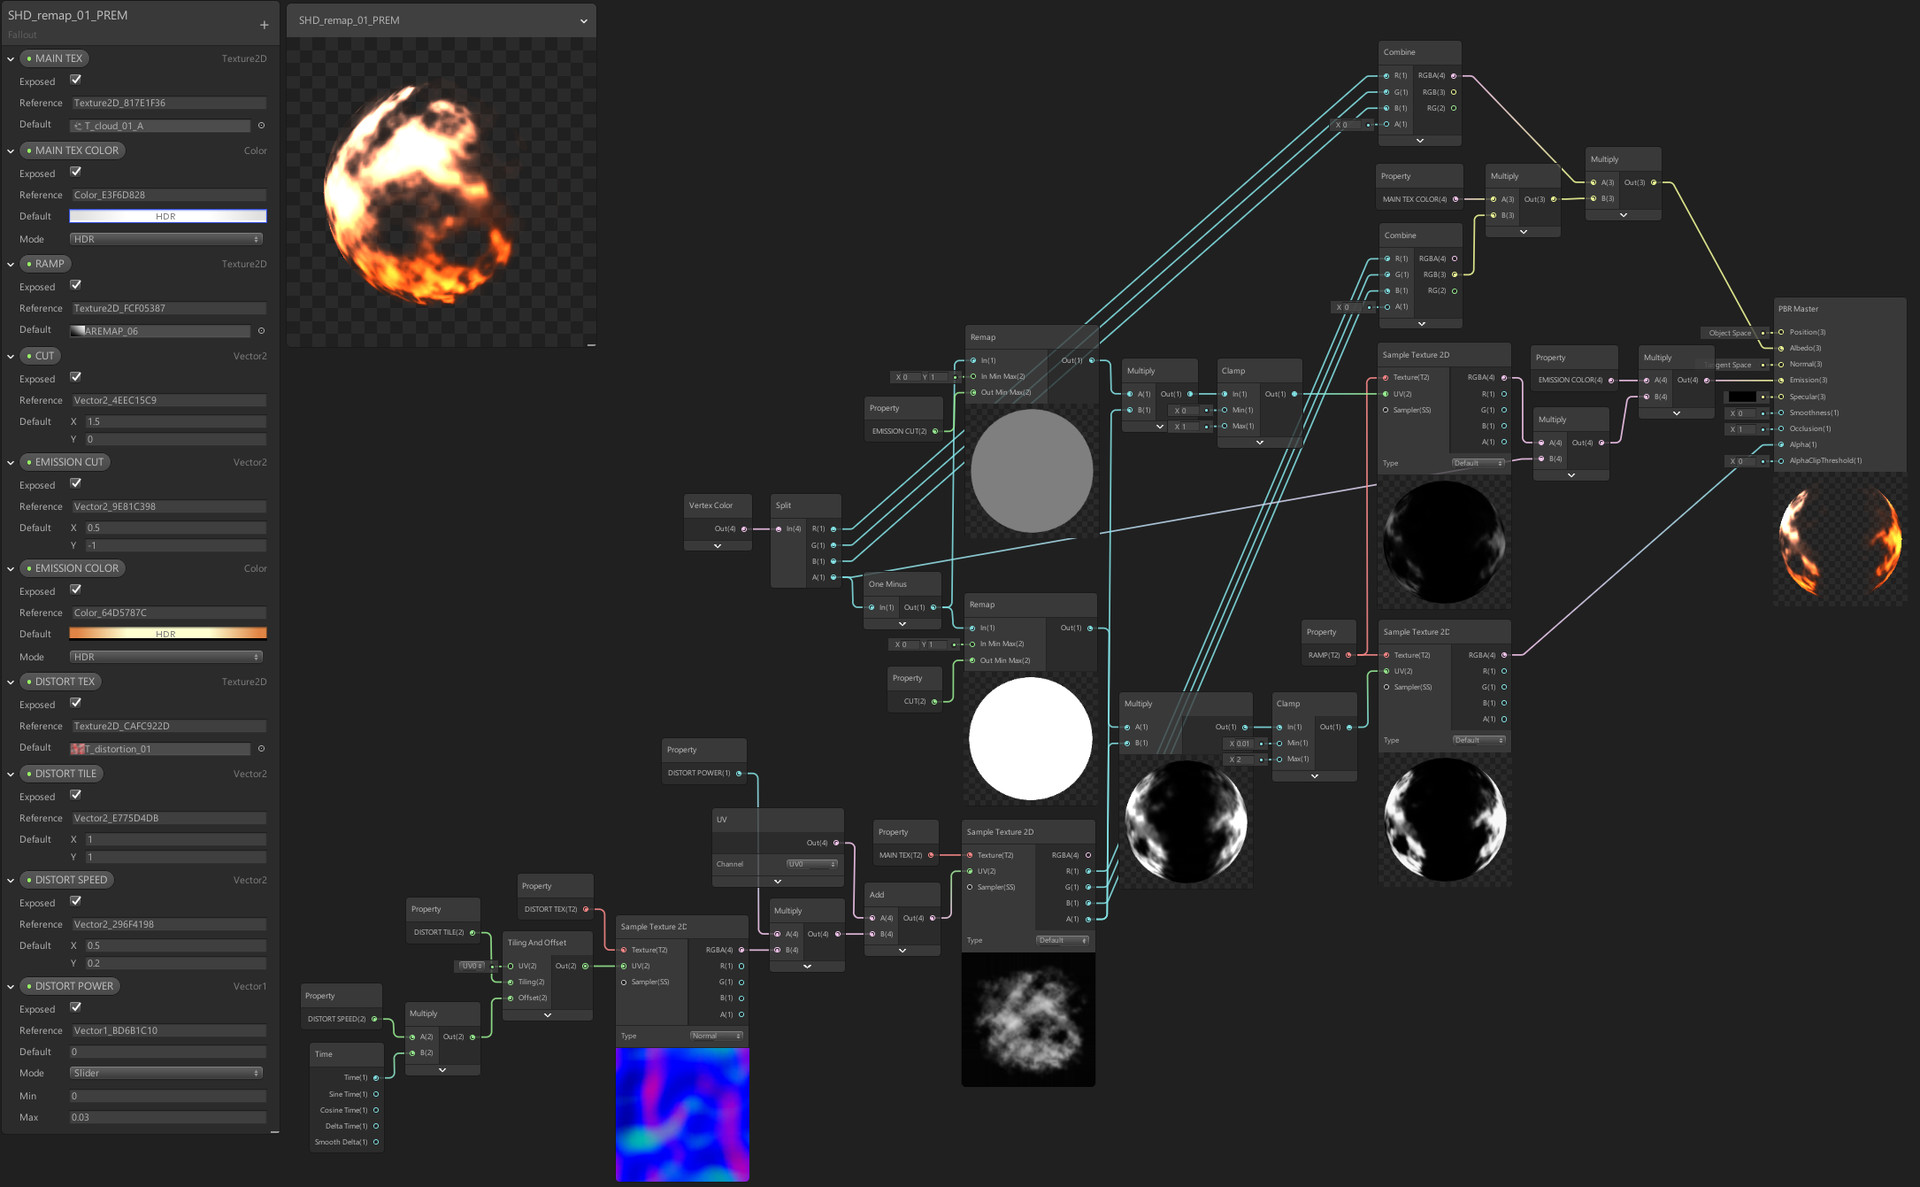 SHD_remap_01_PREM
Fallout
MAIN TEX Texture2D
Exposed
Reference Texture2D_817E1F36
Default T_cloud_01_A
MAIN TEX COLOR Color
Exposed
Reference Color_E3F6D828
Default HDR
Mode HDR
RAMP Texture2D
Exposed
Reference Texture2D_FCF05387
Default AREMAP_06
CUT Vector2
Exposed
Reference Vector2_4EEC15C9
Default X 1.5
Y 0
EMISSION CUT Vector2
Exposed
Reference Vector2_9E81C398
Default X 0.5
Y -1
EMISSION COLOR Color
Exposed
Reference Color_64D5787C
Default HDR
Mode HDR
DISTORT TEX Texture2D
Exposed
Reference Texture2D_CAFC922D
Default T_distortion_01
DISTORT TILE Vector2
Exposed
Reference Vector2_E775D4DB
Default X 1
Y 1
DISTORT SPEED Vector2
Exposed
Reference Vector2_296F4198
Default X 0.5
Y 0.2
DISTORT POWER Vector1
Exposed
Reference Vector1_BD6B1C10
Default 0
Mode Slider
Min 0
Max 0.03
SHD_remap_01_PREM
Combine
R(1) RGBA(4)
G(1) RGB(3)
B(1) RG(2)
X 0 A(1)
Property
MAIN TEX COLOR(4)
Multiply
A(3) Out(3)
B(3)
Multiply
A(3) Out(3)
B(3)
Combine
R(1) RGBA(4)
G(1) RGB(3)
B(1) RG(2)
X 0 A(1)
PBR Master
Object Space Position(3)
Albedo(3)
gent Space Normal(3)
Emission(3)
Specular(3)
X 0 Smoothness(1)
X 1 Occlusion(1)
Alpha(1)
X 0 AlphaClipThreshold(1)
Remap
In(1) Out(1)
X 0 Y 1 In Min Max(2)
Out Min Max(2)
Property
EMISSION CUT(2)
Multiply
A(1) Out(1)
B(1)
Clamp
In(1) Out(1)
X 0 Min(1)
X 1 Max(1)
Sample Texture 2D
Texture(T2) RGBA(4)
UV(2) R(1)
Sampler(SS) G(1)
B(1)
A(1)
Type Default
Property
EMISSION COLOR(4)
Multiply
A(4) Out(4)
B(4)
Multiply
A(4) Out(4)
B(4)
Vertex Color
Out(4)
Split
In(4) R(1)
G(1)
B(1)
A(1)
One Minus
In(1) Out(1)
Remap
In(1) Out(1)
X 0 Y 1 In Min Max(2)
Out Min Max(2)
Property
CUT(2)
Property
RAMP(T2)
Sample Texture 2D
Texture(T2) RGBA(4)
UV(2) R(1)
Sampler(SS) G(1)
B(1)
A(1)
Type Default
Multiply
A(1) Out(1)
B(1)
Clamp
In(1) Out(1)
X 0.01 Min(1)
X 2 Max(1)
Property
DISTORT POWER(1)
UV
Out(4)
Channel UV0
Property
MAIN TEX(T2)
Sample Texture 2D
Texture(T2) RGBA(4)
UV(2) R(1)
Sampler(SS) G(1)
B(1)
A(1)
Type Default
Add
A(4) Out(4)
B(4)
Multiply
A(4) Out(4)
B(4)
Property
DISTORT TEX(T2)
Property
DISTORT TILE(2)
Sample Texture 2D
Texture(T2) RGBA(4)
UV(2) R(1)
Sampler(SS) G(1)
B(1)
A(1)
Type Normal
Tiling And Offset
UV0 UV(2) Out(2)
Tiling(2)
Offset(2)
Property
DISTORT SPEED(2)
Multiply
A(2) Out(2)
B(2)
Time
Time(1)
Sine Time(1)
Cosine Time(1)
Delta Time(1)
Smooth Delta(1)